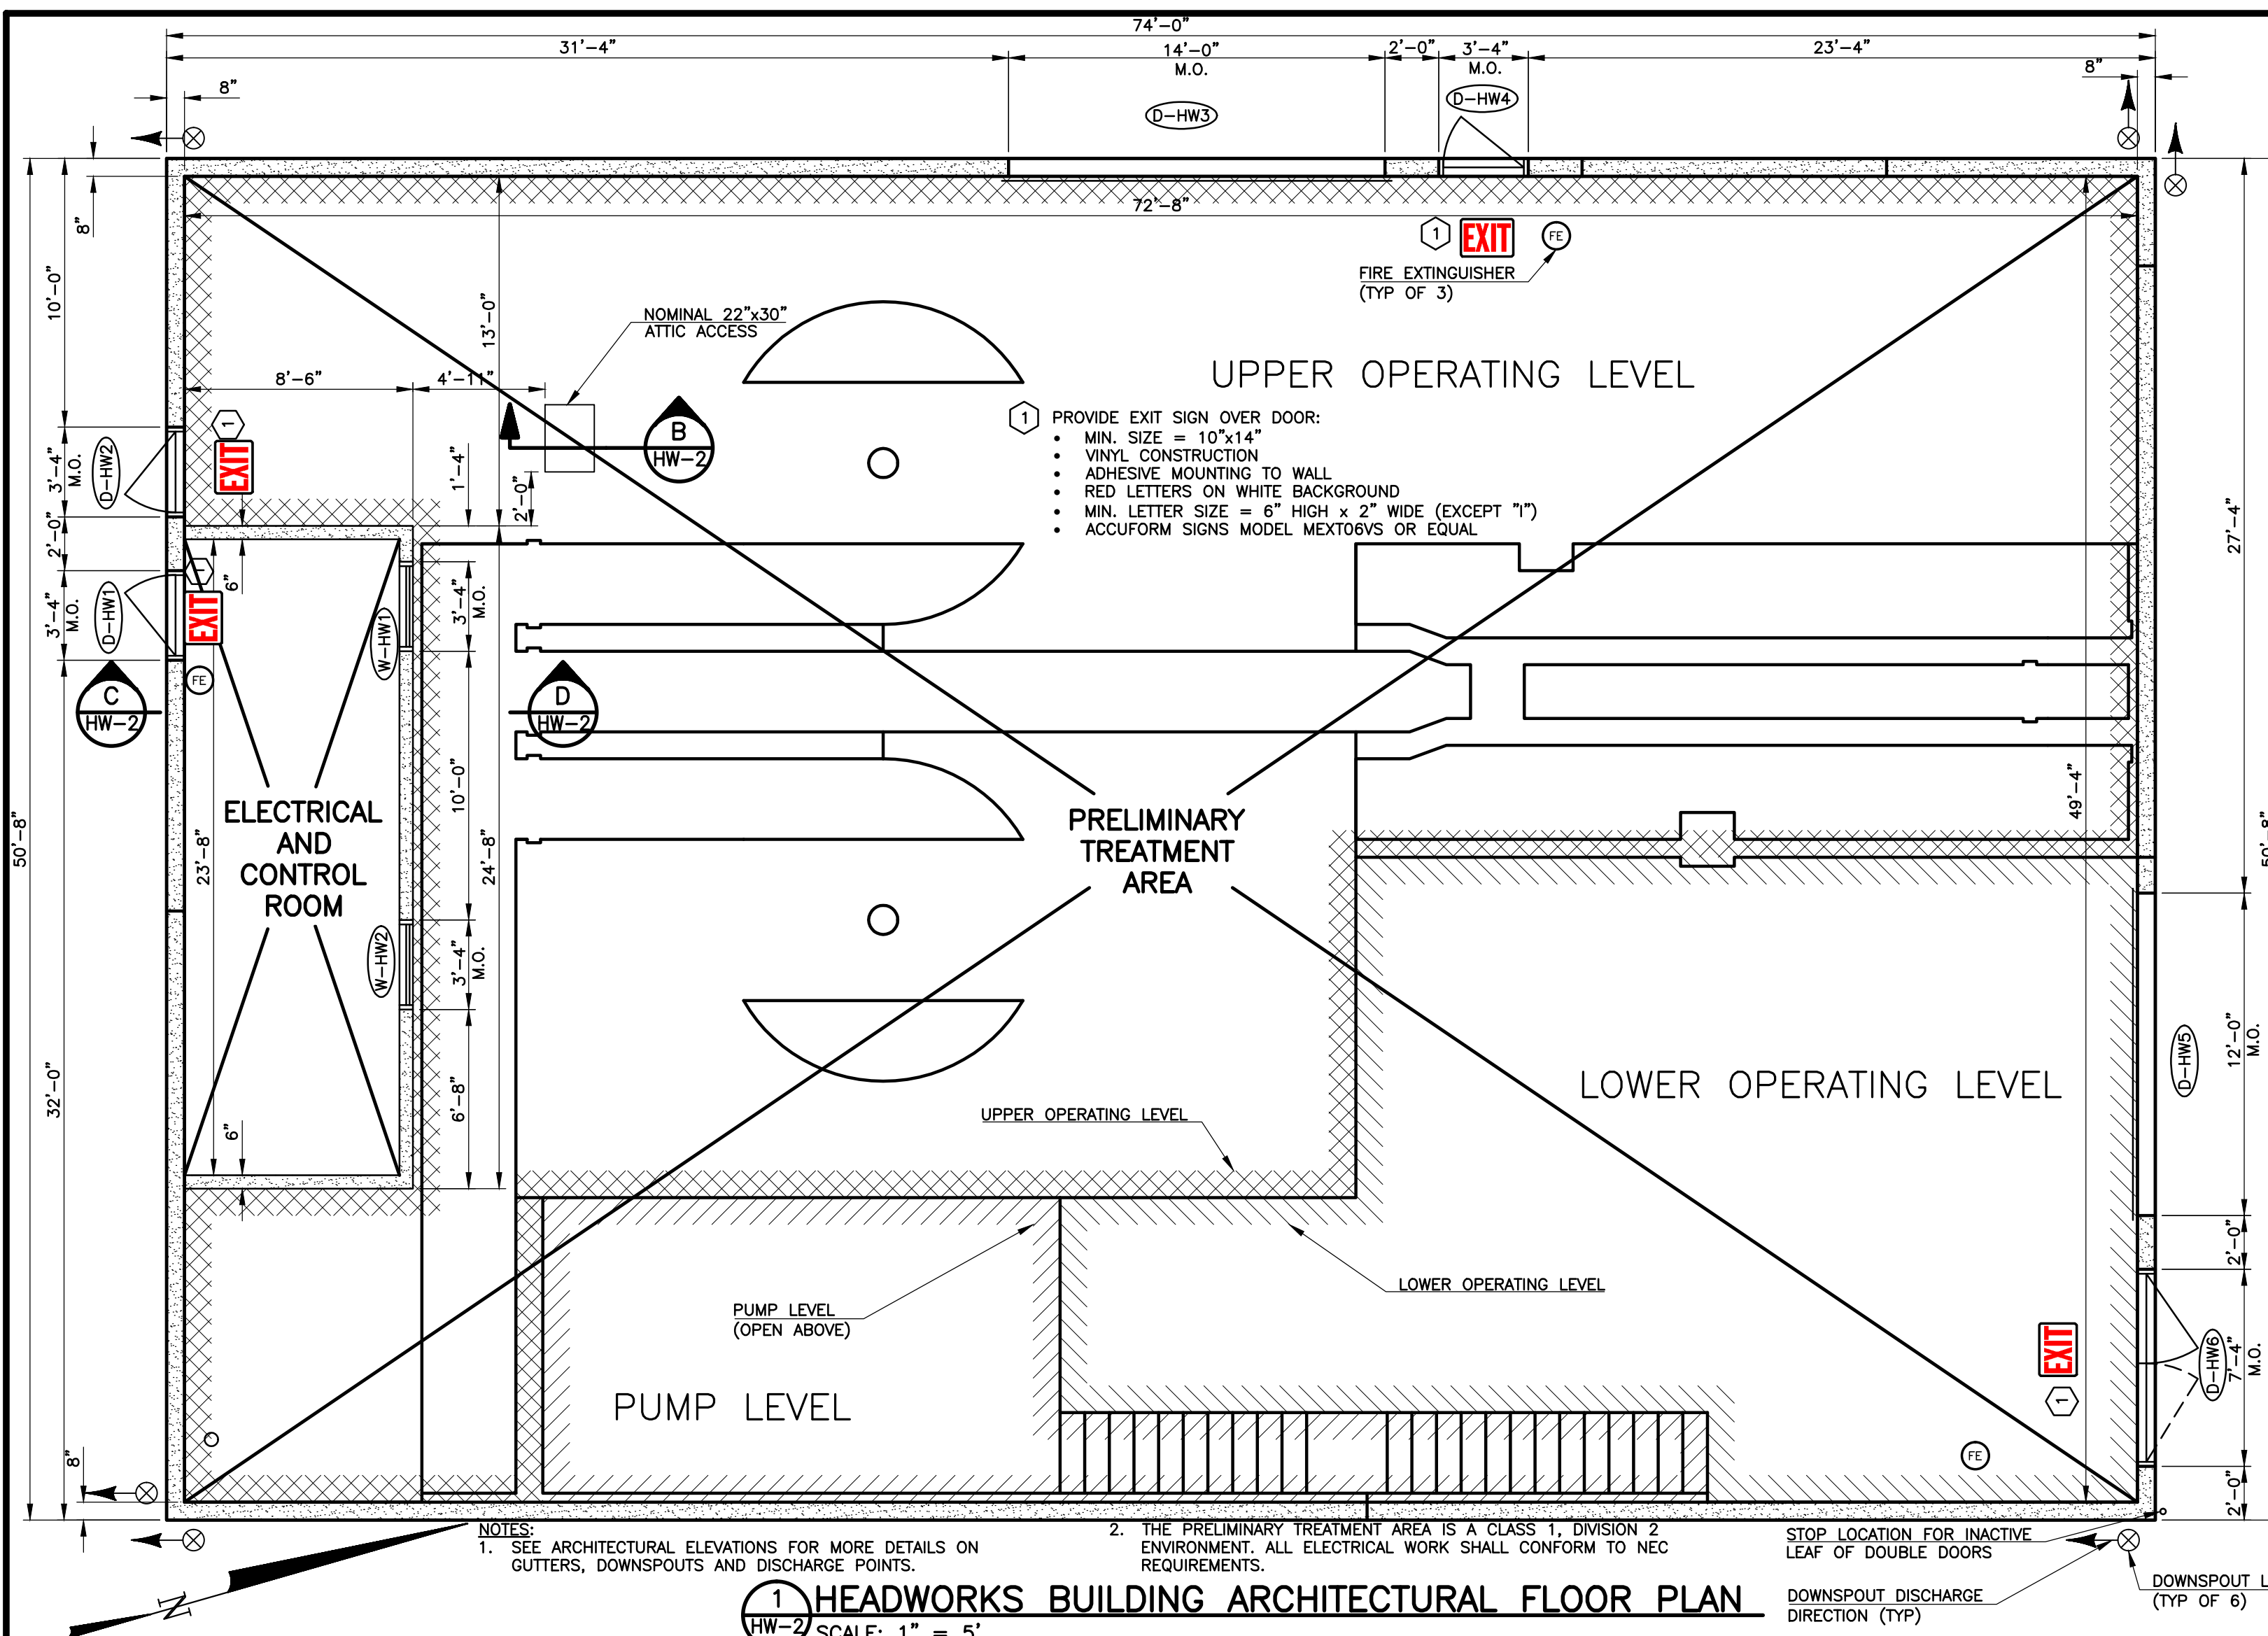 74'-0"
31'-4"
14'-0"
M.O.
2'-0"
3'-4"
M.O.
23'-4"
8"
8"
D-HW3
D-HW4
8"
72'-8"
1
EXIT
FE
FIRE EXTINGUISHER
(TYP OF 3)
10'-0"
13'-0"
NOMINAL 22"x30"
ATTIC ACCESS
UPPER OPERATING LEVEL
8'-6"
4'-11"
1
EXIT
B
HW-2
1'-4"
2'-0"
1 PROVIDE EXIT SIGN OVER DOOR:
• MIN. SIZE = 10"x14"
• VINYL CONSTRUCTION
• ADHESIVE MOUNTING TO WALL
• RED LETTERS ON WHITE BACKGROUND
• MIN. LETTER SIZE = 6" HIGH x 2" WIDE (EXCEPT "I")
• ACCUFORM SIGNS MODEL MEXT06VS OR EQUAL
3'-4"
M.O.
D-HW2
2'-0"
27'-4"
3'-4"
M.O.
D-HW1
1
EXIT
6"
FE
W-HW1
3'-4"
M.O.
C
HW-2
D
HW-2
50'-8"
ELECTRICAL
AND
CONTROL
ROOM
23'-8"
10'-0"
24'-8"
PRELIMINARY
TREATMENT
AREA
49'-4"
50'-8"
W-HW2
3'-4"
M.O.
32'-0"
6"
6'-8"
LOWER OPERATING LEVEL
D-HW5
12'-0"
M.O.
UPPER OPERATING LEVEL
2'-0"
LOWER OPERATING LEVEL
PUMP LEVEL
(OPEN ABOVE)
EXIT
1
D-HW6
7'-4"
M.O.
PUMP LEVEL
FE
8"
2'-0"
N
NOTES:
1. SEE ARCHITECTURAL ELEVATIONS FOR MORE DETAILS ON
GUTTERS, DOWNSPOUTS AND DISCHARGE POINTS.
2. THE PRELIMINARY TREATMENT AREA IS A CLASS 1, DIVISION 2
ENVIRONMENT. ALL ELECTRICAL WORK SHALL CONFORM TO NEC
REQUIREMENTS.
STOP LOCATION FOR INACTIVE
LEAF OF DOUBLE DOORS
DOWNSPOUT DISCHARGE
DIRECTION (TYP)
DOWNSPOUT L
(TYP OF 6)
1
HW-2
HEADWORKS BUILDING ARCHITECTURAL FLOOR PLAN
SCALE: 1" = 5'